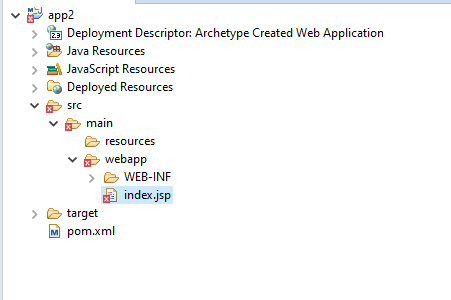 app2
Deployment Descriptor: Archetype Created Web Application
Java Resources
JavaScript Resources
Deployed Resources
src
main
resources
webapp
WEB-INF
index.jsp
target
pom.xml